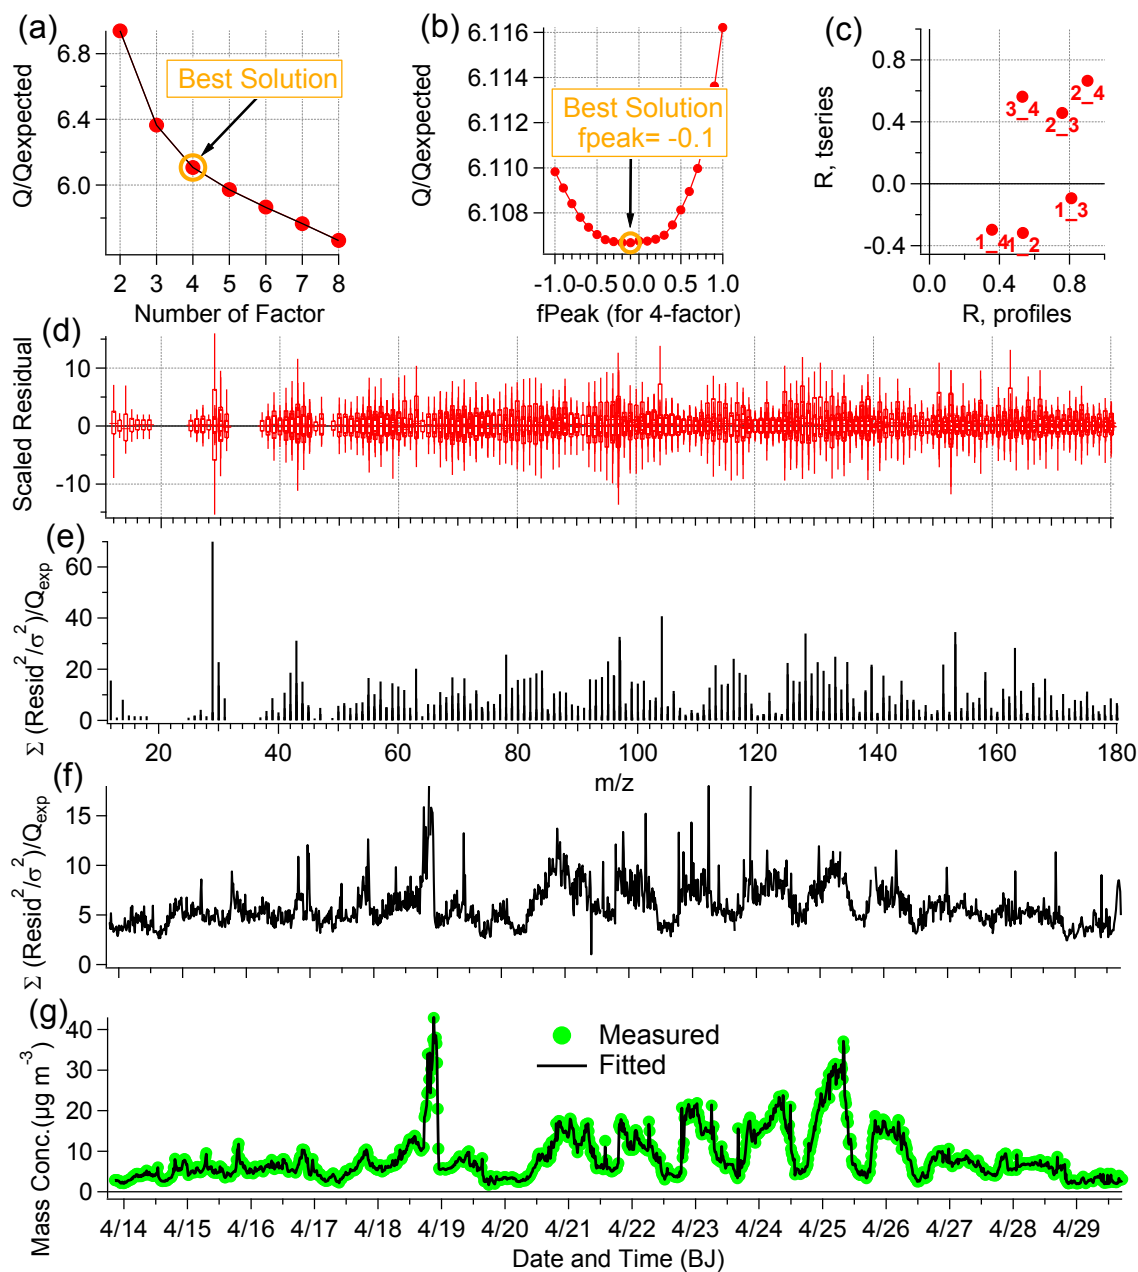 (a)
6.8
6.4
6.0
Q/Qexpected
Best Solution
2 3 4 5 6 7 8
Number of Factor
(b)
6.116
6.114
6.112
6.110
6.108
Q/Qexpected
Best Solution
fpeak= -0.1
-1.0 -0.5 0.0 0.5 1.0
fPeak (for 4-factor)
(c)
0.8
0.4
0.0
-0.4
R, tseries
3_4
2_4
2_3
1_3
1_4
1_2
0.0 0.4 0.8
R, profiles
(d)
10
0
-10
Scaled Residual
(e)
60
40
20
0
Σ (Resid²/σ²)/Qexp
20 40 60 80 100 120 140 160 180
m/z
(f)
15
10
5
0
Σ (Resid²/σ²)/Qexp
(g)
40
30
20
10
0
Mass Conc.(µg m⁻³)
Measured
Fitted
4/14 4/15 4/16 4/17 4/18 4/19 4/20 4/21 4/22 4/23 4/24 4/25 4/26 4/27 4/28 4/29
Date and Time (BJ)